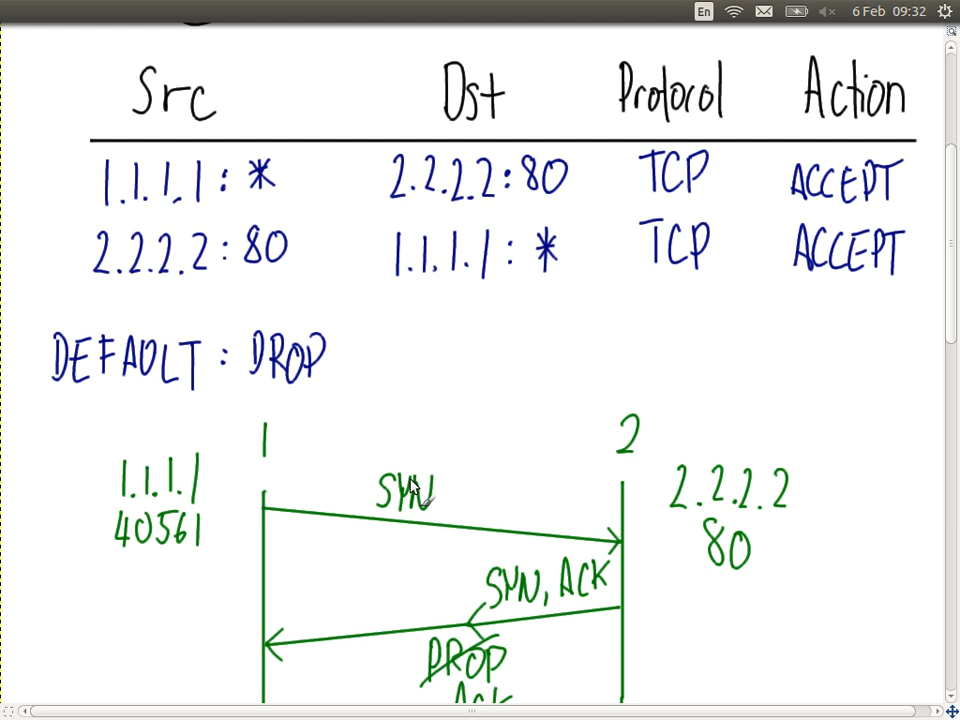 En 6 Feb 09:32
Src Dst Protocol Action
1.1.1.1 : * 2.2.2.2 : 80 TCP ACCEPT
2.2.2.2 : 80 1.1.1.1 : * TCP ACCEPT
DEFAULT : DROP
1 2
1.1.1.1 2.2.2.2
40561 80
SYN
SYN, ACK
DROP
ACK